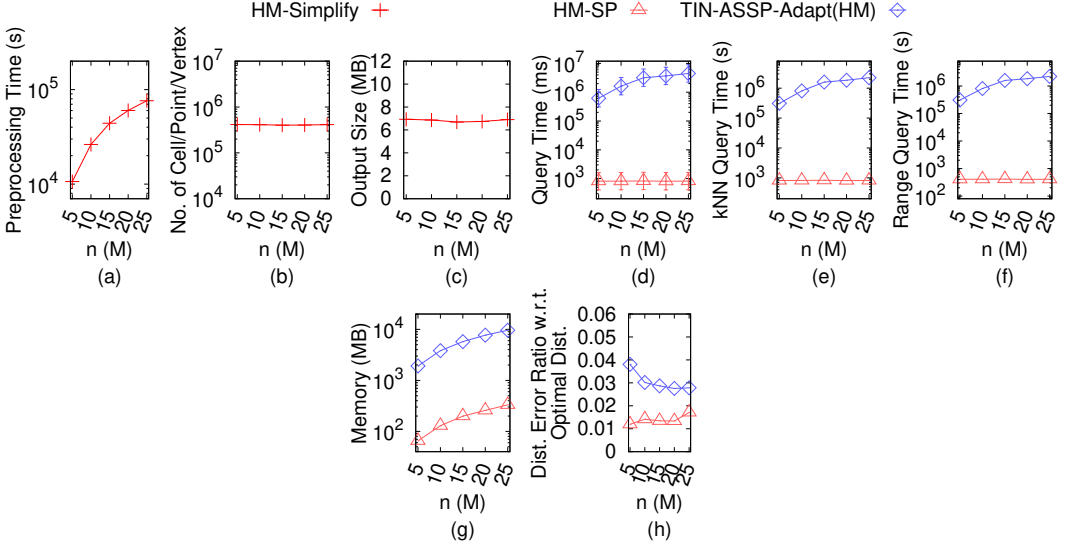 HM-Simplify HM-SP TIN-ASSP-Adapt(HM)
Preprocessing Time (s)
10^5
10^4
5 10 15 20 25
n (M)
(a)
No. of Cell/Point/Vertex
10^7
10^6
10^5
10^4
5 10 15 20 25
n (M)
(b)
Output Size (MB)
12
10
8
6
4
2
0
5 10 15 20 25
n (M)
(c)
Query Time (ms)
10^7
10^6
10^5
10^4
10^3
5 10 15 20 25
n (M)
(d)
kNN Query Time (s)
10^6
10^5
10^4
10^3
5 10 15 20 25
n (M)
(e)
Range Query Time (s)
10^6
10^5
10^4
10^3
10^2
5 10 15 20 25
n (M)
(f)
Memory (MB)
10^4
10^3
10^2
5 10 15 20 25
n (M)
(g)
Dist. Error Ratio w.r.t.
Optimal Dist.
0.06
0.05
0.04
0.03
0.02
0.01
0
5 10 15 20 25
n (M)
(h)